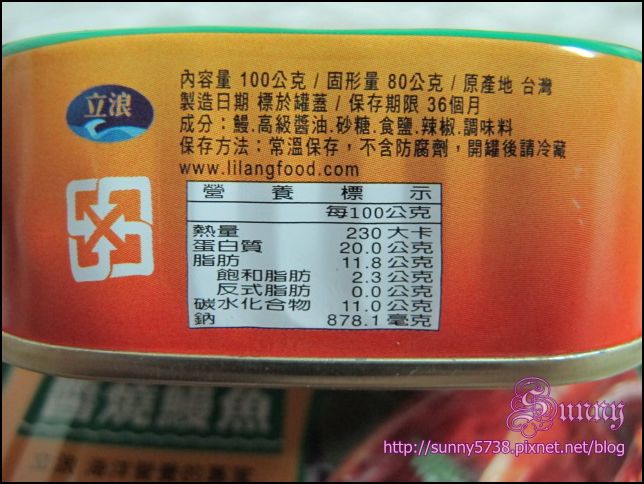 內容量 100公克 / 固形量 80公克 / 原產地 台灣
製造日期 標於罐蓋 / 保存期限 36個月
成分：鰻.高級醬油.砂糖.食鹽.辣椒.調味料
保存方法：常溫保存，不含防腐劑，開罐後請冷藏
www.lilangfood.com
立浪
營養標示
每100公克
熱量 230 大卡
蛋白質 20.0 公克
脂肪 11.8 公克
飽和脂肪 2.3 公克
反式脂肪 0.0 公克
碳水化合物 11.0 公克
鈉 878.1 毫克
燒鰻魚
立浪
Sunny
http://sunny5738.pixnet.net/blog